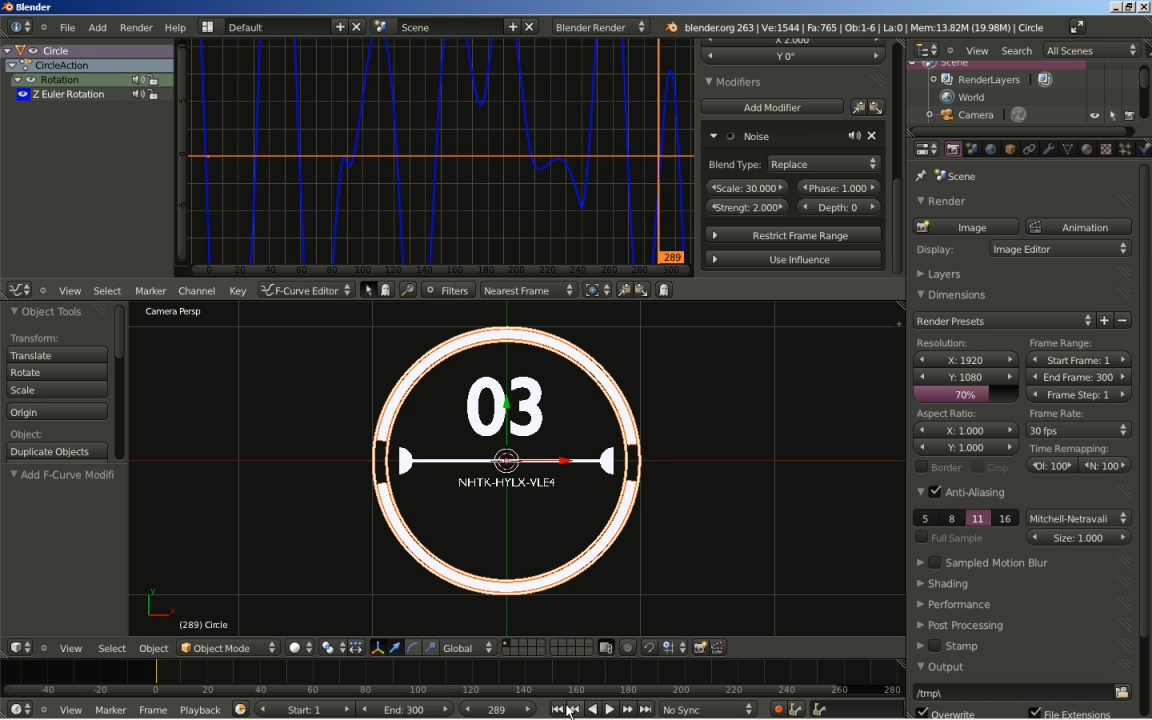 Blender
File Add Render Help Default Scene Blender Render blender.org 263 | Ve:1544 | Fa:765 | Ob:1-6 | La:0 | Mem:13.82M (19.98M) | Circle
Circle
CircleAction
Rotation
Z Euler Rotation
5
0
5
0 20 40 60 80 100 120 140 160 180 200 220 240 260 280 300
289
X 2.000
Y 0°
Modifiers
Add Modifier
Noise
Blend Type: Replace
Scale: 30.000 Phase: 1.000
Strengt: 2.000 Depth: 0
Restrict Frame Range
Use Influence
View Select Marker Channel Key F-Curve Editor Filters Nearest Frame
View Search All Scenes
Scene
RenderLayers
World
Camera
Scene
Render
Image Animation
Display: Image Editor
Layers
Dimensions
Render Presets
Resolution: Frame Range:
X: 1920 Start Frame: 1
Y: 1080 End Frame: 300
70% Frame Step: 1
Aspect Ratio: Frame Rate:
X: 1.000 30 fps
Y: 1.000 Time Remapping:
Border Crop Ol: 100 N: 100
Anti-Aliasing
5 8 11 16 Mitchell-Netravali
Full Sample Size: 1.000
Sampled Motion Blur
Shading
Performance
Post Processing
Stamp
Output
/tmp\
Overwrite File Extensions
Object Tools
Transform:
Translate
Rotate
Scale
Origin
Object:
Duplicate Objects
Add F-Curve Modifi
Camera Persp
03
NHTK-HYLX-VLE4
y
x
(289) Circle
View Select Object Object Mode Global
-40 -20 0 20 40 60 80 100 120 140 160 180 200 220 240 260 280
View Marker Frame Playback Start: 1 End: 300 289 No Sync